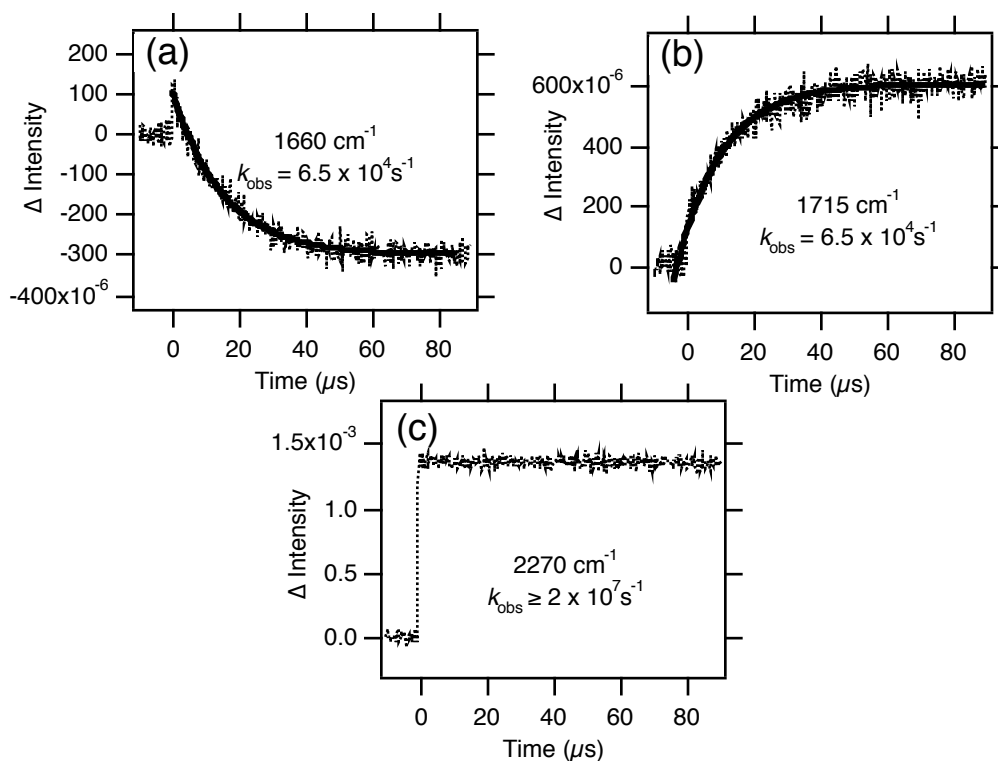 (a)
Δ Intensity
200
100
0
-100
-200
-300
-400x10⁻⁶
1660 cm⁻¹
k_obs = 6.5 x 10⁴s⁻¹
0 20 40 60 80
Time (µs)
(b)
Δ Intensity
600x10⁻⁶
400
200
0
1715 cm⁻¹
k_obs = 6.5 x 10⁴s⁻¹
0 20 40 60 80
Time (µs)
(c)
Δ Intensity
1.5x10⁻³
1.0
0.5
0.0
2270 cm⁻¹
k_obs ≥ 2 x 10⁷s⁻¹
0 20 40 60 80
Time (µs)